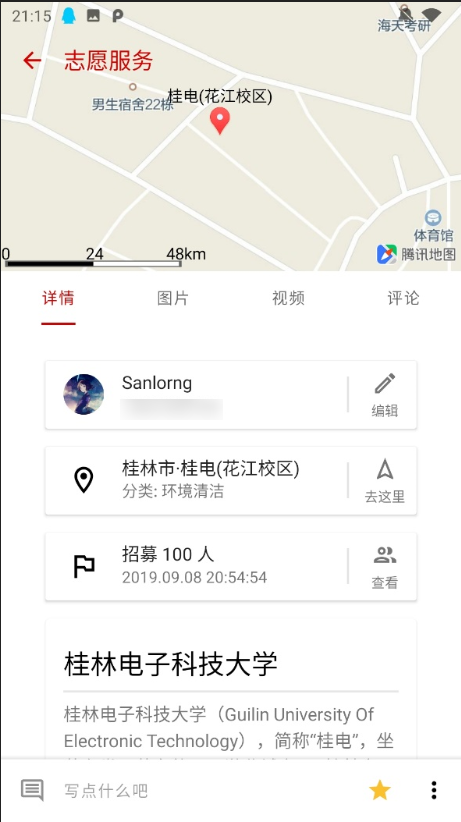 21:15
海天考研
志愿服务
桂电(花江校区)
男生宿舍22栋
体育馆
0 24 48km
腾讯地图
详情 图片 视频 评论
Sanlorng
编辑
桂林市·桂电(花江校区)
分类: 环境清洁
去这里
招募 100 人
2019.09.08 20:54:54
查看
桂林电子科技大学
桂林电子科技大学（Guilin University Of
Electronic Technology），简称“桂电”，坐
写点什么吧